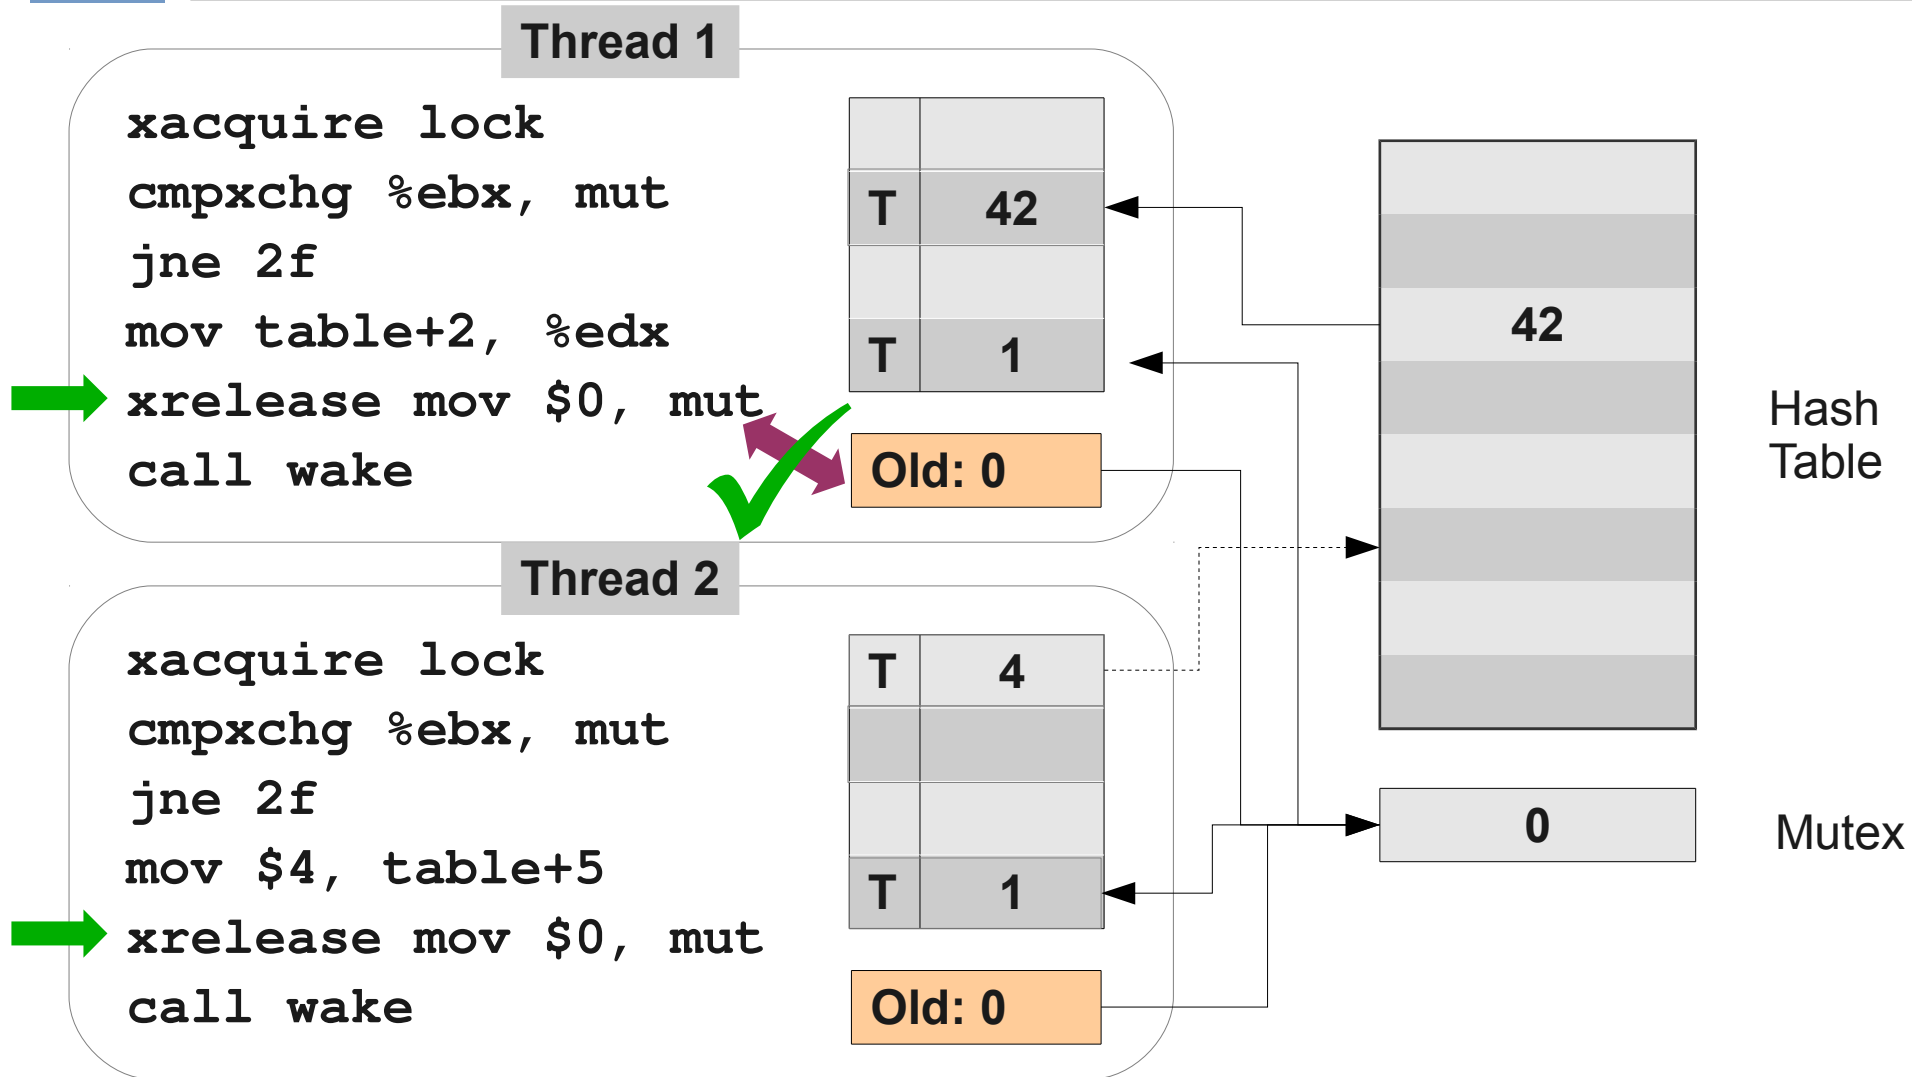 Thread 1
xacquire lock
cmpxchg %ebx, mut
jne 2f
mov table+2, %edx
xrelease mov $0, mut
call wake
T 42
T 1
Old: 0
Thread 2
xacquire lock
cmpxchg %ebx, mut
jne 2f
mov $4, table+5
xrelease mov $0, mut
call wake
T 4
T 1
Old: 0
42
Hash
Table
0
Mutex